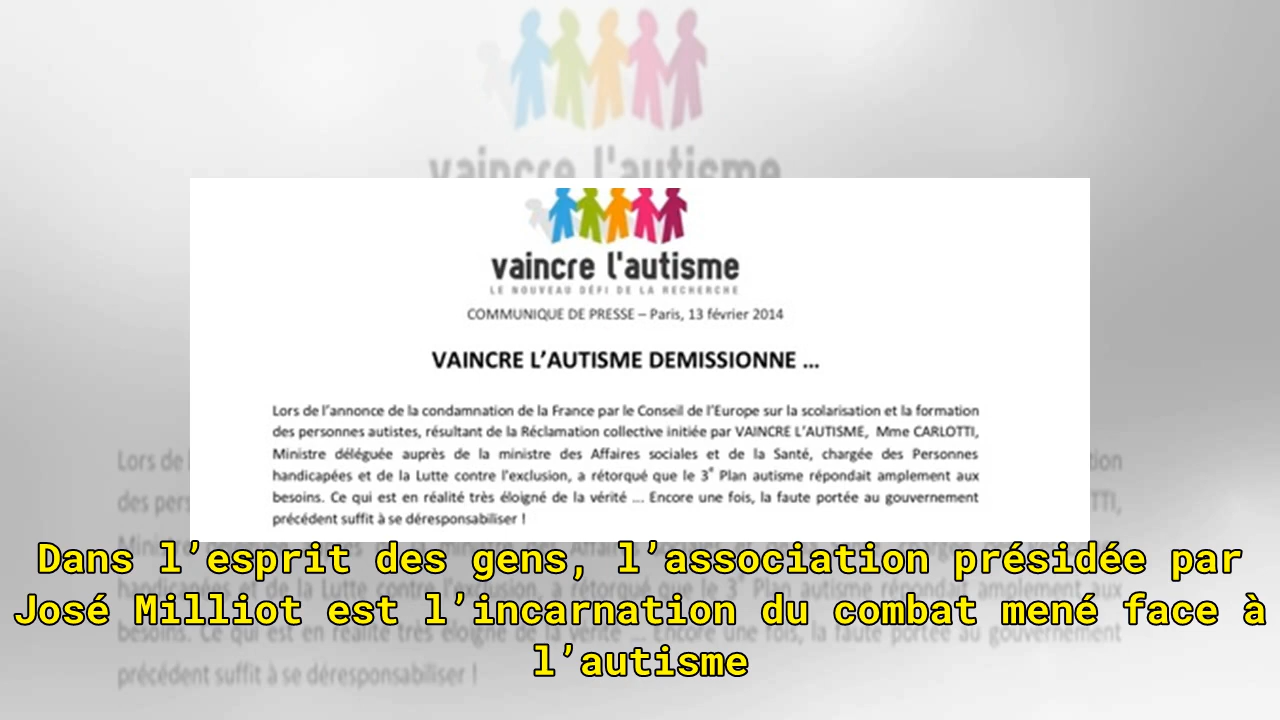 vaincre l'autisme
vaincre l'autisme
LE NOUVEAU DÉFI DE LA RECHERCHE
COMMUNIQUE DE PRESSE – Paris, 13 février 2014
VAINCRE L'AUTISME DEMISSIONNE ...
Lors de l'annonce de la condamnation de la France par le Conseil de l'Europe sur la scolarisation et la formation
des personnes autistes, résultant de la Réclamation collective initiée par VAINCRE L'AUTISME, Mme CARLOTTI,
Ministre déléguée auprès de la ministre des Affaires sociales et de la Santé, chargée des Personnes
handicapées et de la Lutte contre l'exclusion, a rétorqué que le 3e Plan autisme répondait amplement aux
besoins. Ce qui est en réalité très éloigné de la vérité ... Encore une fois, la faute portée au gouvernement
précédent suffit à se déresponsabiliser !
Dans l’esprit des gens, l’association présidée par
José Milliot est l’incarnation du combat mené face à
l’autisme
précédent suffit à se déresponsabiliser !